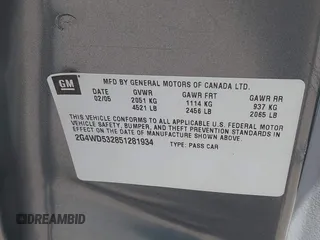 GM
MFD BY GENERAL MOTORS OF CANADA LTD.
DATE GVWR GAWR FRT GAWR RR
02/05 2051 KG 1114 KG 937 KG
4521 LB 2456 LB 2065 LB
THIS VEHICLE CONFORMS TO ALL APPLICABLE U.S. FEDERAL MOTOR
VEHICLE SAFETY, BUMPER, AND THEFT PREVENTION STANDARDS
IN EFFECT ON THE DATE OF MANUFACTURE SHOWN ABOVE.
2G4WD532851281934 TYPE: PASS CAR
DREAMBID